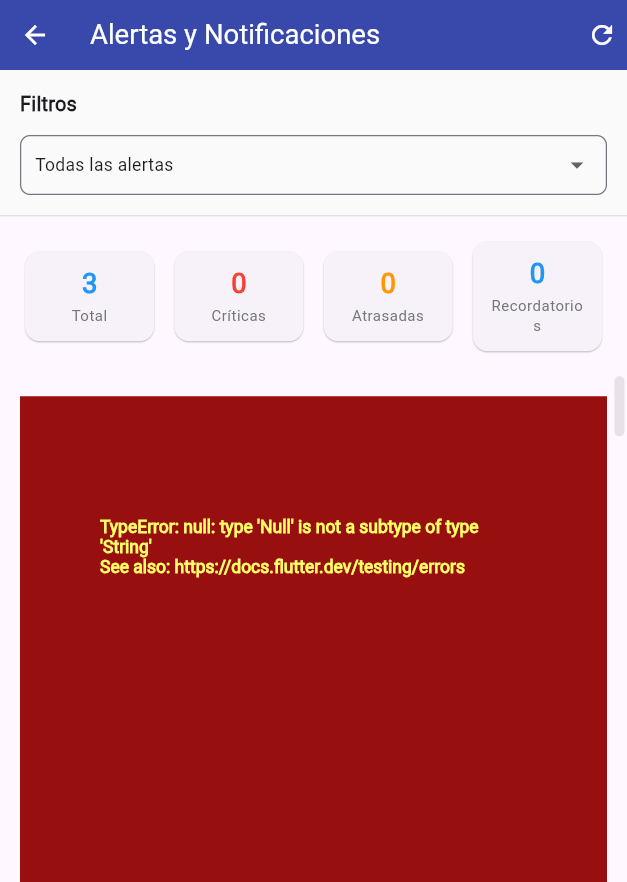 Alertas y Notificaciones
Filtros
Todas las alertas
3
Total
0
Críticas
0
Atrasadas
0
Recordatorio
s
TypeError: null: type 'Null' is not a subtype of type
'String'
See also: https://docs.flutter.dev/testing/errors